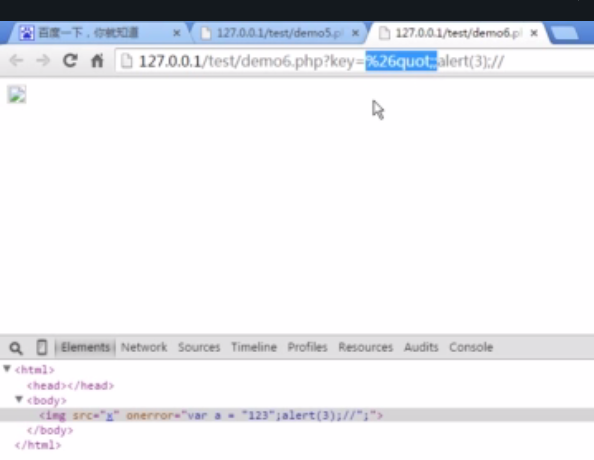 百度一下，你就知道 127.0.0.1/test/demo5.p 127.0.0.1/test/demo6.p
127.0.0.1/test/demo6.php?key=%26quot;;alert(3);//
Elements Network Sources Timeline Profiles Resources Audits Console
<html>
<head></head>
<body>
<img src="x" onerror="var a = "123";alert(3);//";">
</body>
</html>